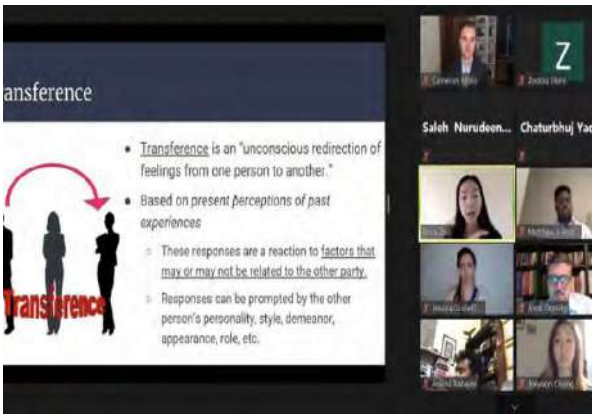 ansference
• Transference is an "unconscious redirection of
feelings from one person to another."
• Based on present perceptions of past
experiences
○ These responses are a reaction to factors that
may or may not be related to the other party.
○ Responses can be prompted by the other
person's personality, style, demeanor,
appearance, role, etc.
Transference
Cameron
Z
Saleh Nurudeen...
Chaturbhuj Yad